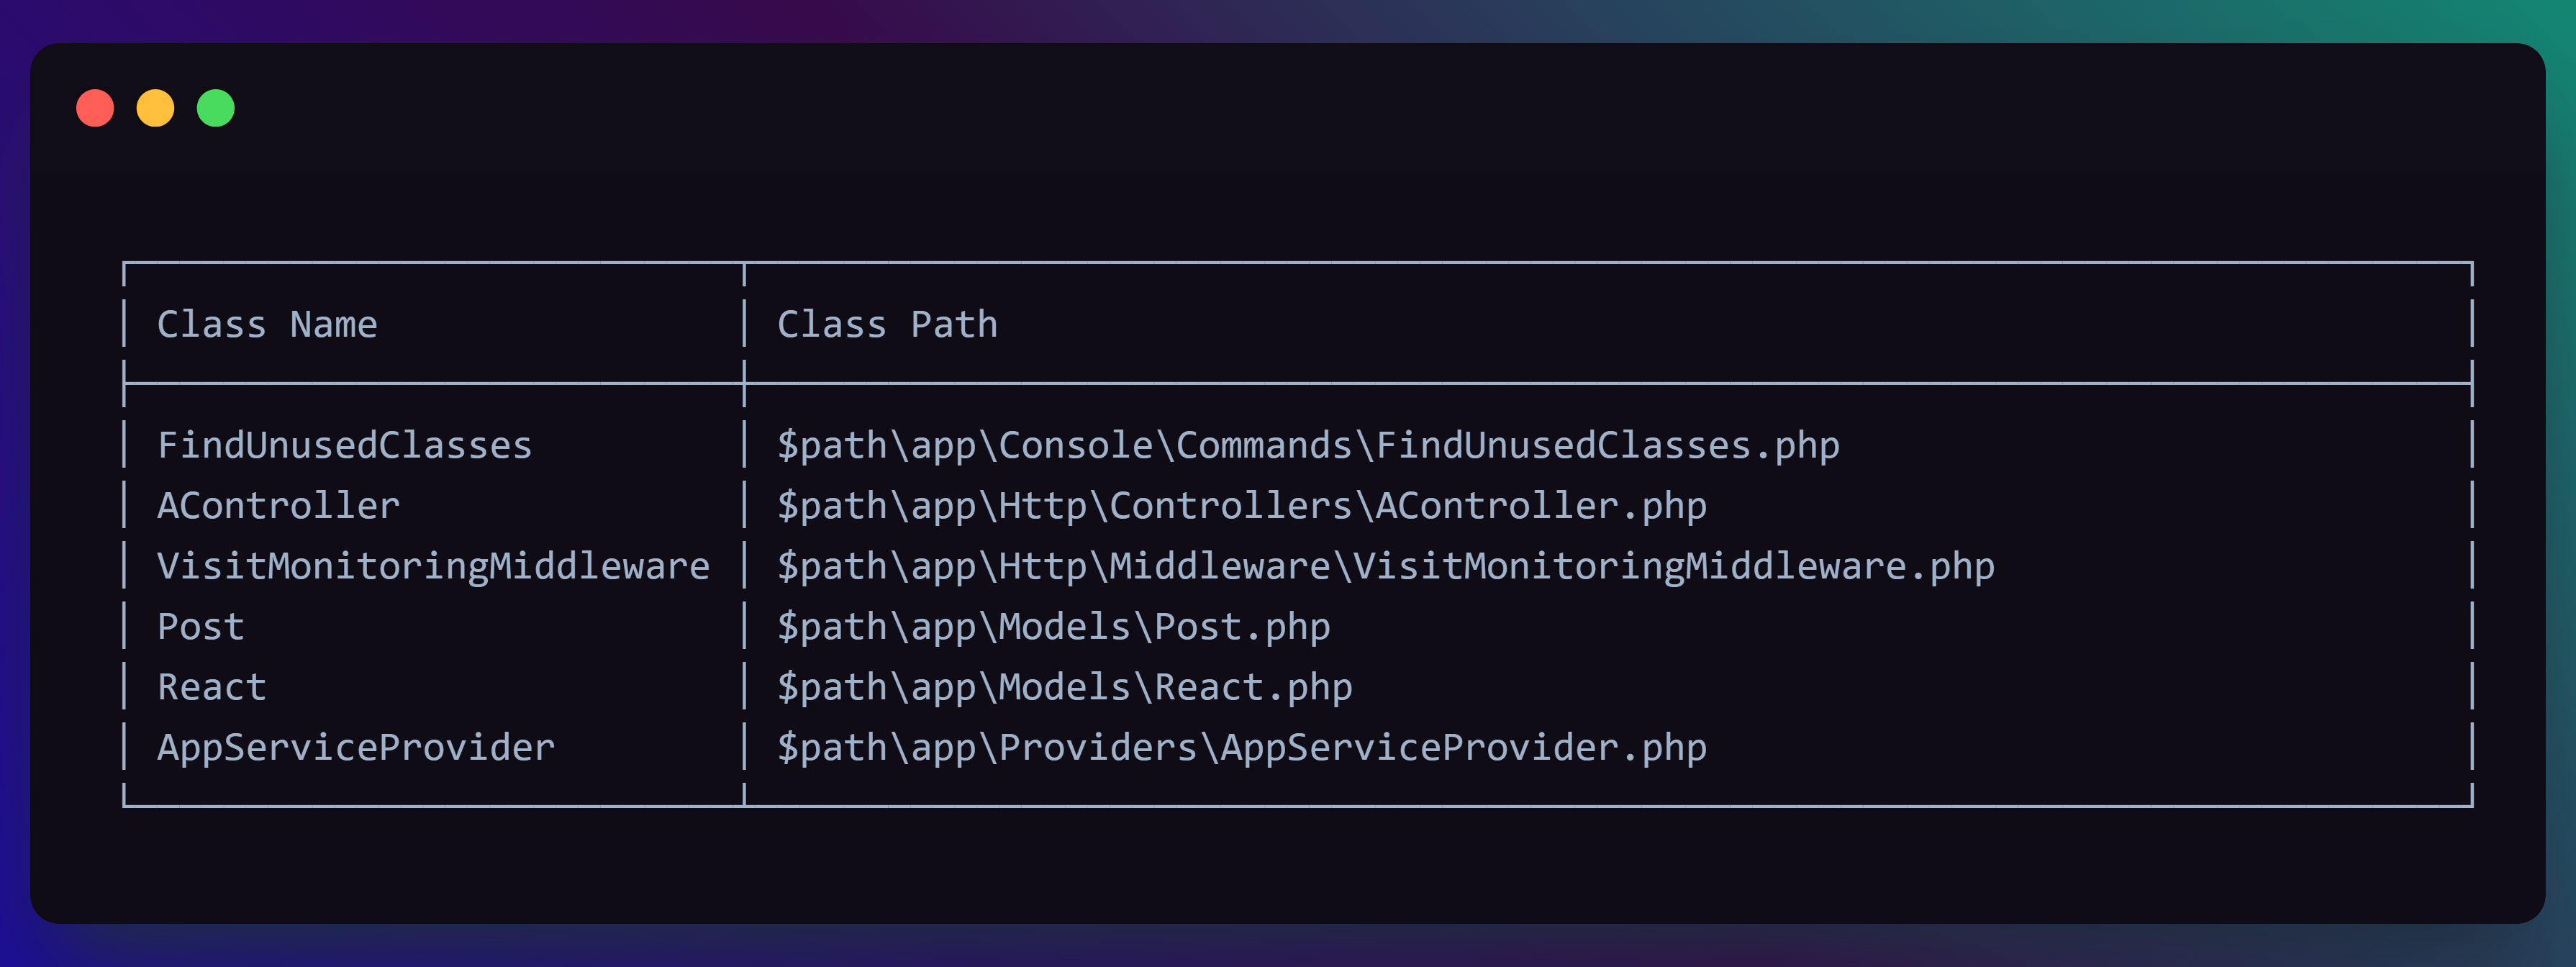 Class Name Class Path
FindUnusedClasses $path\app\Console\Commands\FindUnusedClasses.php
AController $path\app\Http\Controllers\AController.php
VisitMonitoringMiddleware $path\app\Http\Middleware\VisitMonitoringMiddleware.php
Post $path\app\Models\Post.php
React $path\app\Models\React.php
AppServiceProvider $path\app\Providers\AppServiceProvider.php